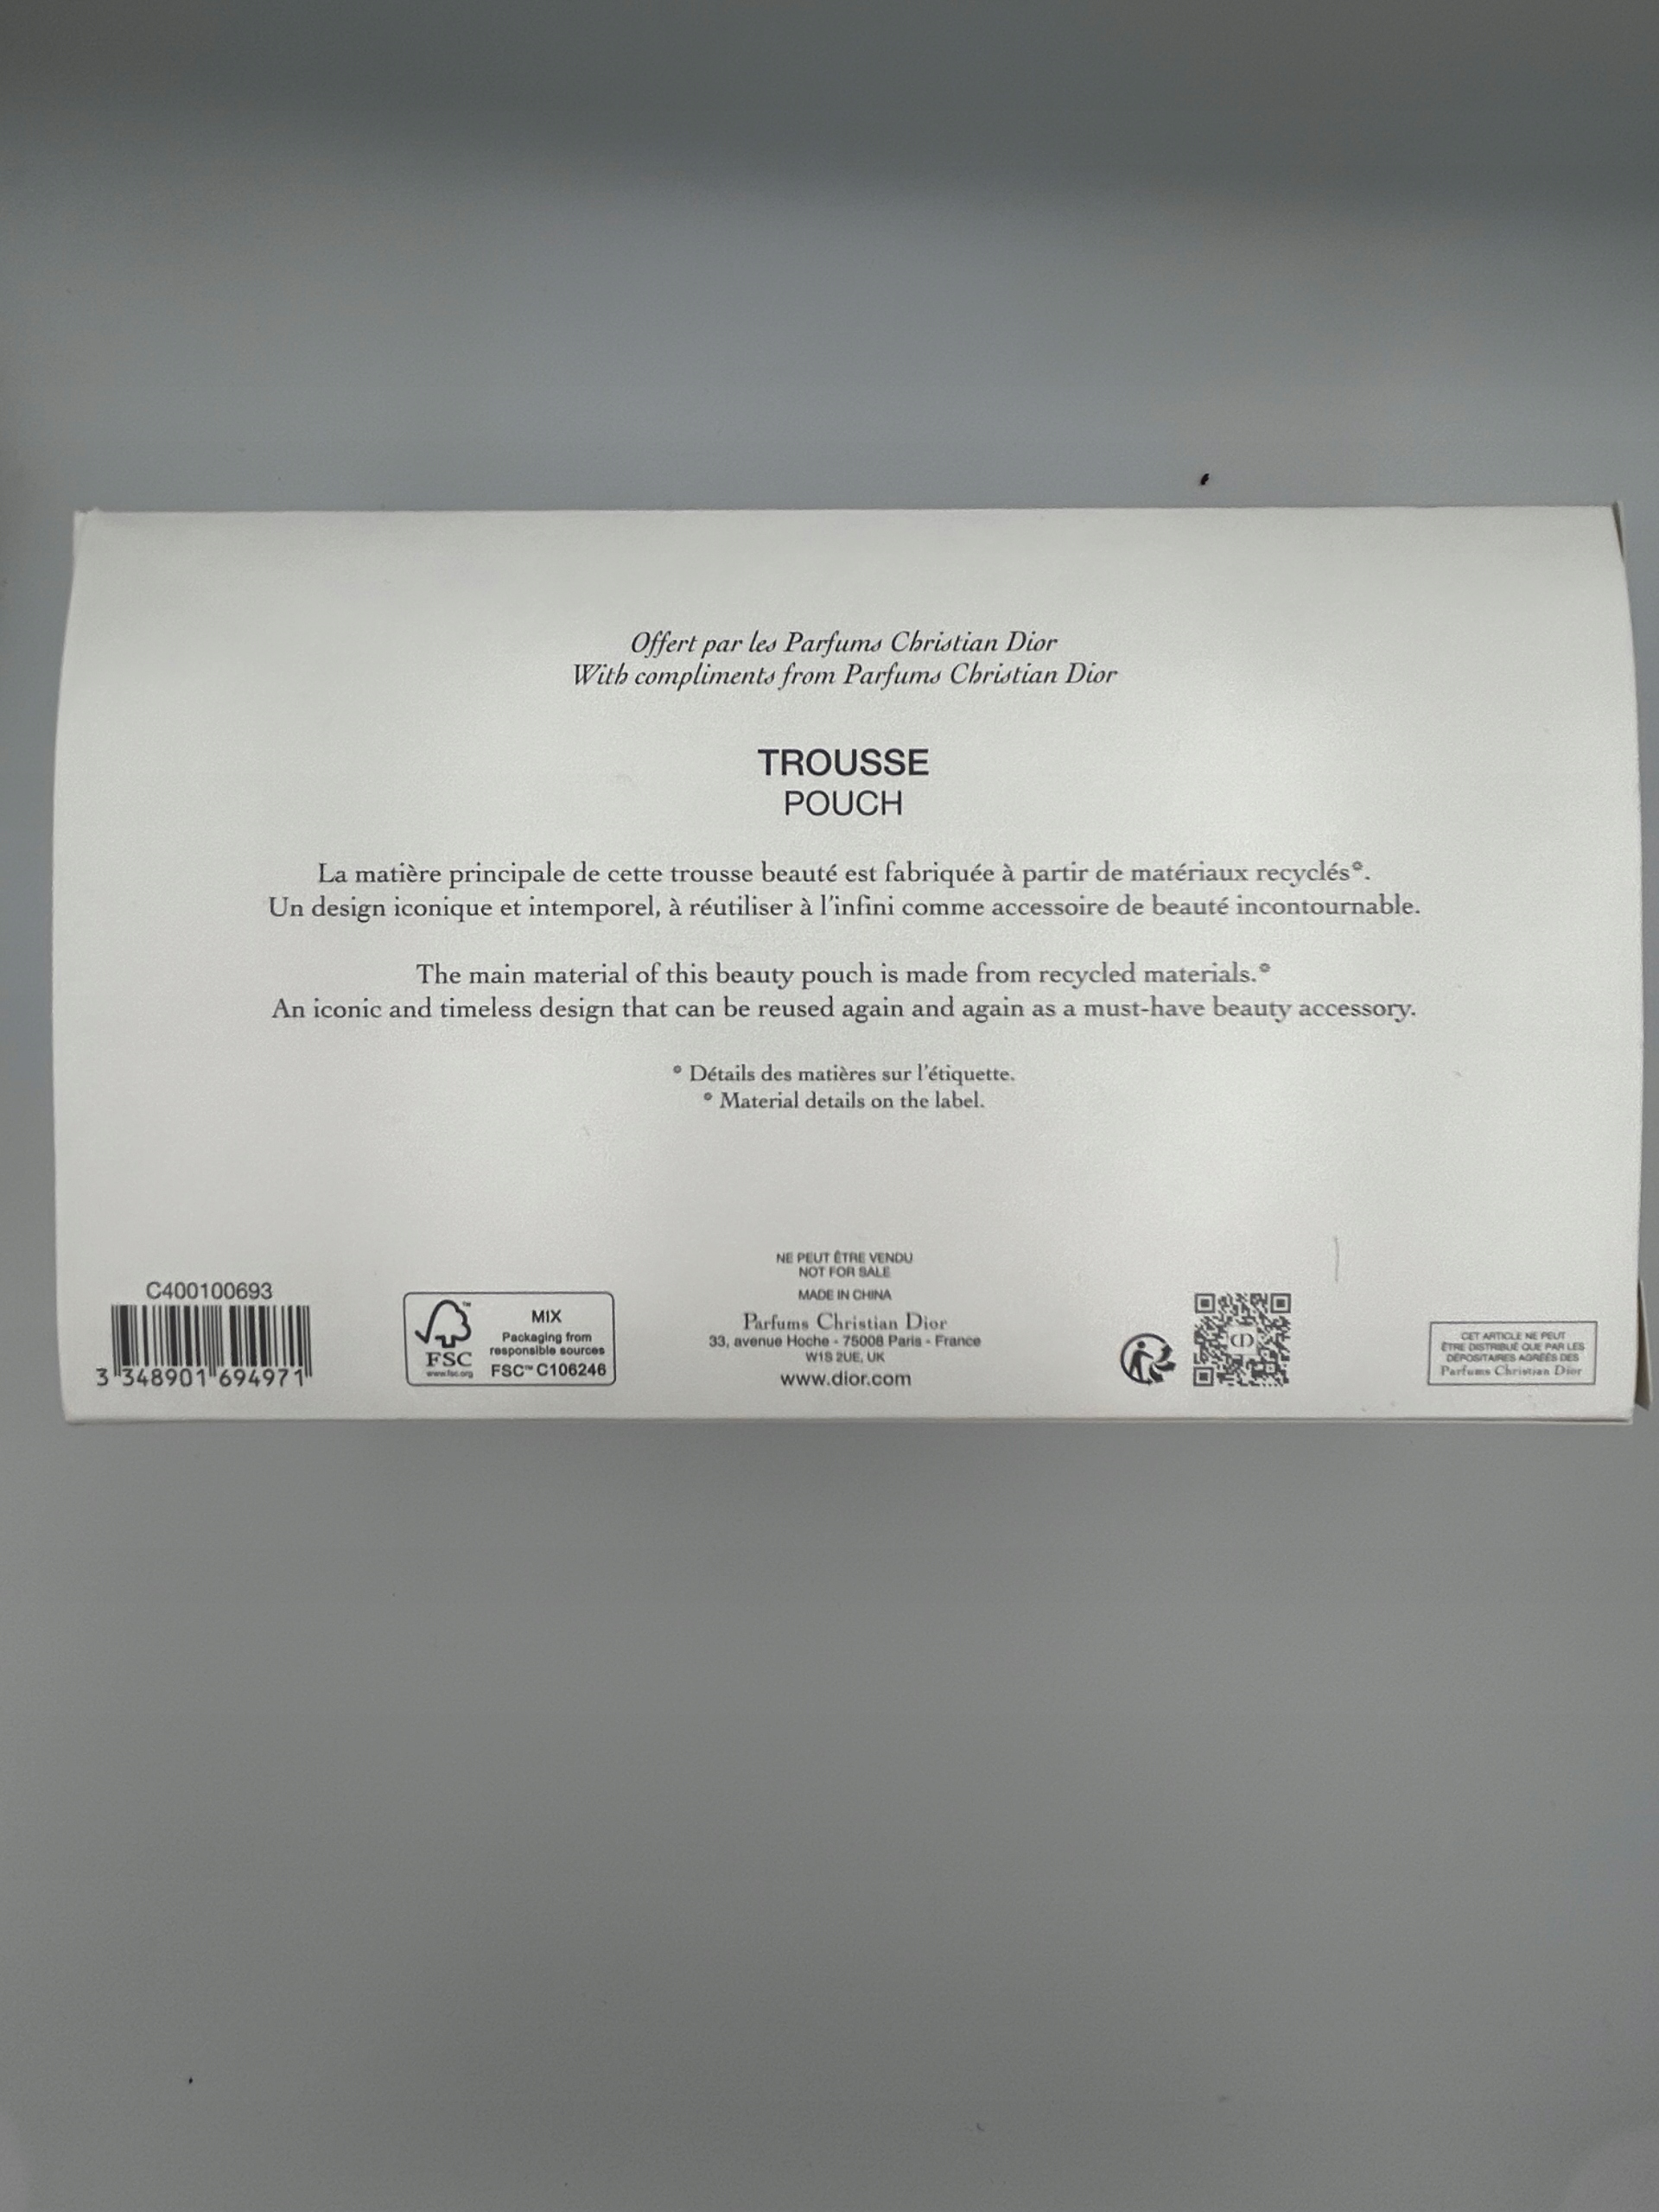 Offert par les Parfums Christian Dior
With compliments from Parfums Christian Dior
TROUSSE
POUCH
La matière principale de cette trousse beauté est fabriquée à partir de matériaux recyclés*.
Un design iconique et intemporel, à réutiliser à l'infini comme accessoire de beauté incontournable.
The main material of this beauty pouch is made from recycled materials.*
An iconic and timeless design that can be reused again and again as a must-have beauty accessory.
* Détails des matières sur l'étiquette.
* Material details on the label.
C400100693
3 348901 694971
FSC
www.fsc.org
MIX
Packaging from
responsible sources
FSC™ C106246
NE PEUT ÊTRE VENDU
NOT FOR SALE
MADE IN CHINA
Parfums Christian Dior
33, avenue Hoche - 75008 Paris - France
W1S 2UE, UK
www.dior.com
CD
CET ARTICLE NE PEUT
ÊTRE DISTRIBUÉ QUE PAR LES
DÉPOSITAIRES AGRÉÉS DES
Parfums Christian Dior